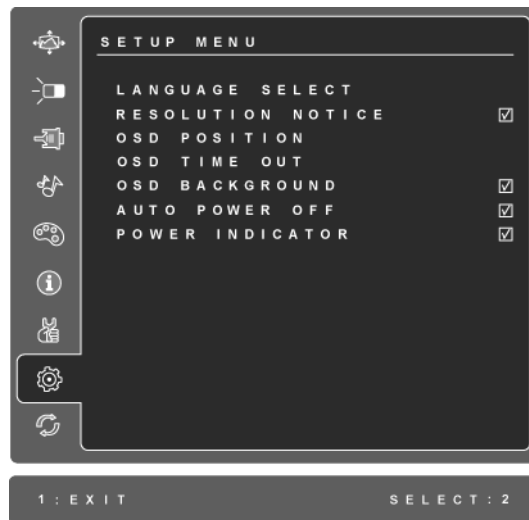 SETUP MENU
LANGUAGE SELECT
RESOLUTION NOTICE
OSD POSITION
OSD TIME OUT
OSD BACKGROUND
AUTO POWER OFF
POWER INDICATOR
1:EXIT SELECT:2